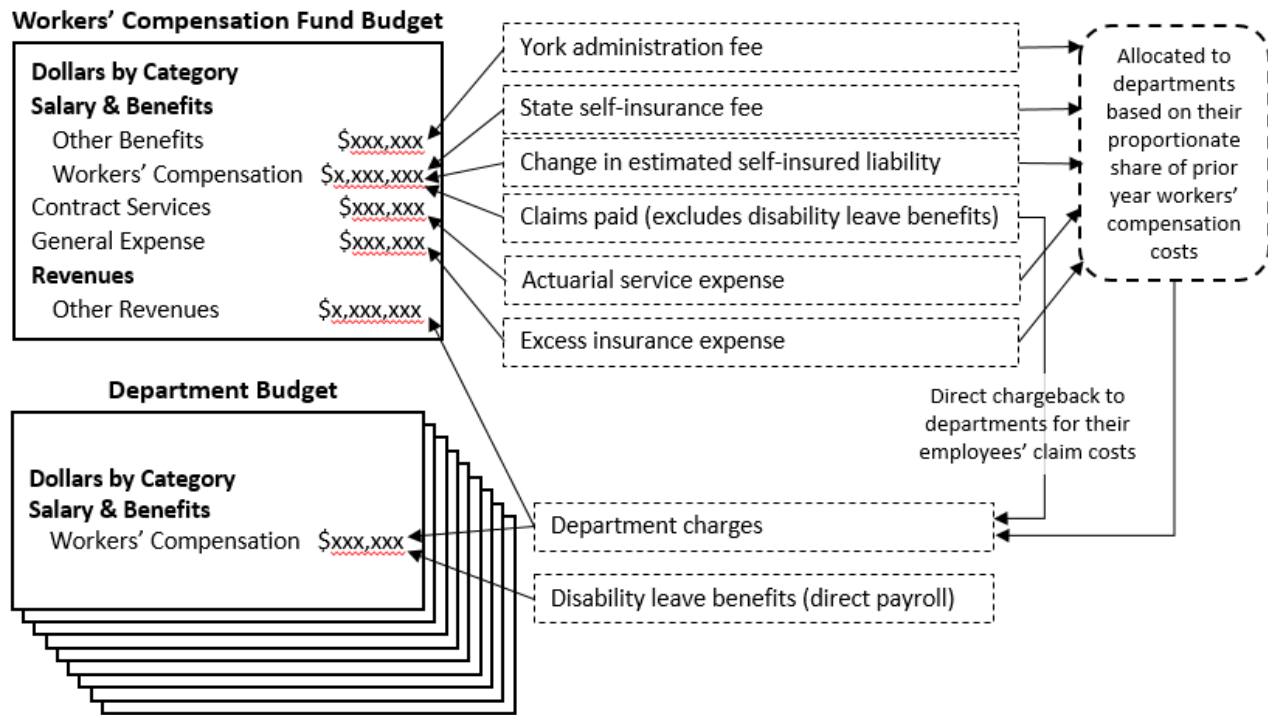 Workers’ Compensation Fund Budget
Dollars by Category
Salary & Benefits
Other Benefits $xxx,xxx
Workers’ Compensation $x,xxx,xxx
Contract Services $xxx,xxx
General Expense $xxx,xxx
Revenues
Other Revenues $x,xxx,xxx
York administration fee
State self-insurance fee
Change in estimated self-insured liability
Claims paid (excludes disability leave benefits)
Actuarial service expense
Excess insurance expense
Allocated to
departments
based on their
proportionate
share of prior
year workers’
compensation
costs
Direct chargeback to
departments for their
employees’ claim costs
Department Budget
Dollars by Category
Salary & Benefits
Workers’ Compensation $xxx,xxx
Department charges
Disability leave benefits (direct payroll)